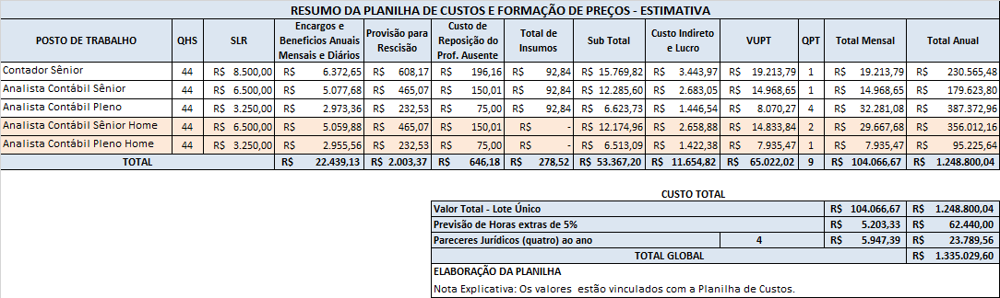 RESUMO DA PLANILHA DE CUSTOS E FORMAÇÃO DE PREÇOS - ESTIMATIVA
POSTO DE TRABALHO QHS SLR Encargos e Beneficios Anuais Mensais e Diários Provisão para Rescisão Custo de Reposição do Prof. Ausente Total de Insumos Sub Total Custo Indireto e Lucro VUPT QPT Total Mensal Total Anual
Contador Sênior 44 R$ 8.500,00 R$ 6.372,65 R$ 608,17 R$ 196,16 R$ 92,84 R$ 15.769,82 R$ 3.443,97 R$ 19.213,79 1 R$ 19.213,79 R$ 230.565,48
Analista Contábil Sênior 44 R$ 6.500,00 R$ 5.077,68 R$ 465,07 R$ 150,01 R$ 92,84 R$ 12.285,60 R$ 2.683,05 R$ 14.968,65 1 R$ 14.968,65 R$ 179.623,80
Analista Contábil Pleno 44 R$ 3.250,00 R$ 2.973,36 R$ 232,53 R$ 75,00 R$ 92,84 R$ 6.623,73 R$ 1.446,54 R$ 8.070,27 4 R$ 32.281,08 R$ 387.372,96
Analista Contábil Sênior Home 44 R$ 6.500,00 R$ 5.059,88 R$ 465,07 R$ 150,01 R$ - R$ 12.174,96 R$ 2.658,88 R$ 14.833,84 2 R$ 29.667,68 R$ 356.012,16
Analista Contábil Pleno Home 44 R$ 3.250,00 R$ 2.955,56 R$ 232,53 R$ 75,00 R$ - R$ 6.513,09 R$ 1.422,38 R$ 7.935,47 1 R$ 7.935,47 R$ 95.225,64
TOTAL R$ 22.439,13 R$ 2.003,37 R$ 646,18 R$ 278,52 R$ 53.367,20 R$ 11.654,82 R$ 65.022,02 9 R$ 104.066,67 R$ 1.248.800,04
CUSTO TOTAL
Valor Total - Lote Único R$ 104.066,67 R$ 1.248.800,04
Previsão de Horas extras de 5% R$ 5.203,33 R$ 62.440,00
Pareceres Jurídicos (quatro) ao ano 4 R$ 5.947,39 R$ 23.789,56
TOTAL GLOBAL R$ 1.335.029,60
ELABORAÇÃO DA PLANILHA
Nota Explicativa: Os valores estão vinculados com a Planilha de Custos.